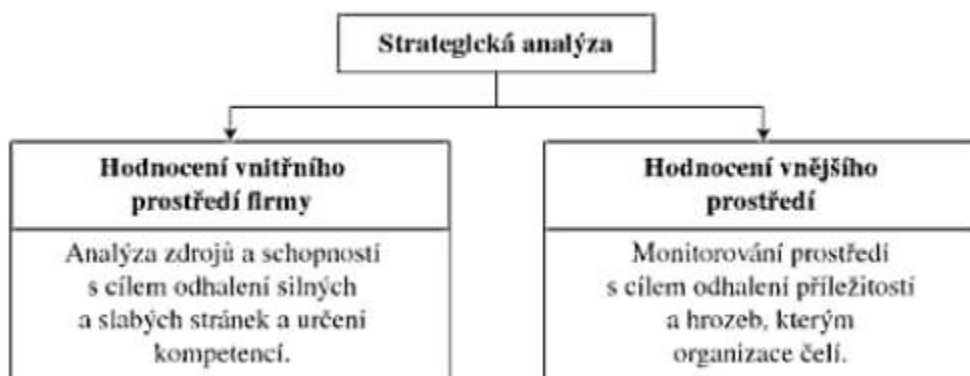 Strategická analýza
Hodnocení vnitřního
prostředí firmy
Analýza zdrojů a schopností
s cílem odhalení silných
a slabých stránek a určení
kompetencí.
Hodnocení vnějšího
prostředí
Monitorování prostředí
s cílem odhalení příležitostí
a hrozeb, kterým
organizace čelí.